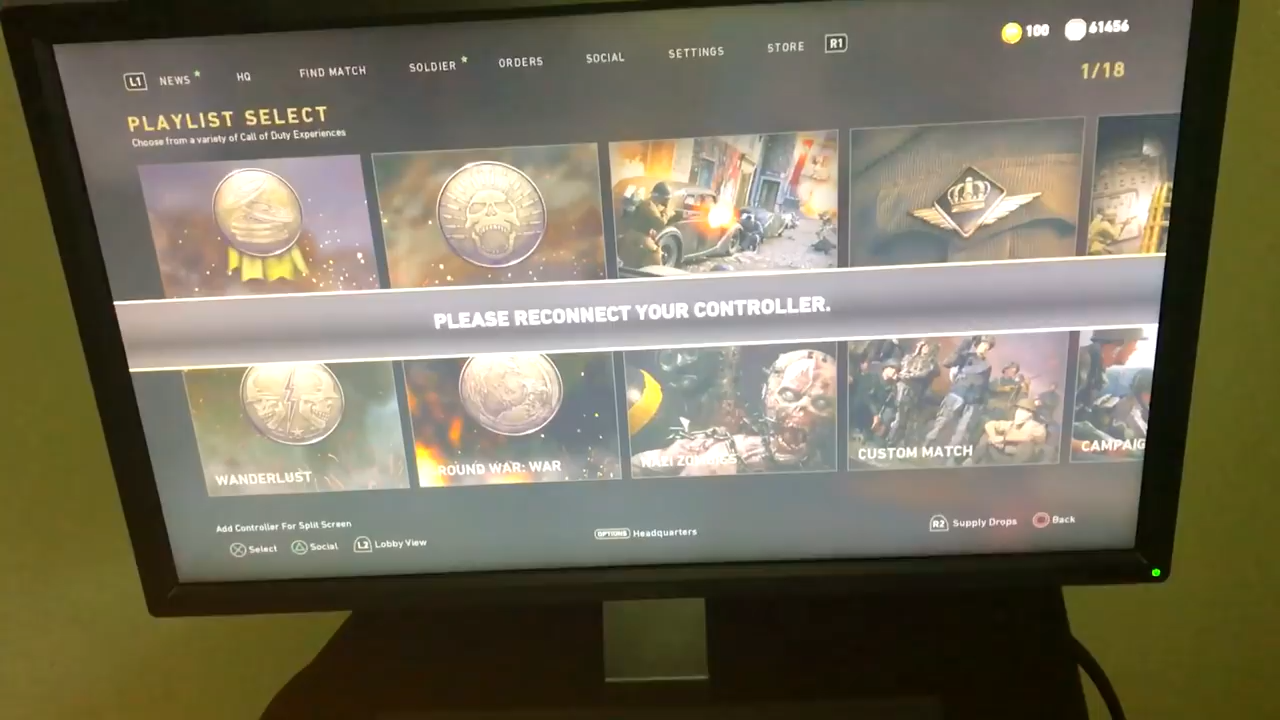 L1 NEWS * HQ FIND MATCH SOLDIER * ORDERS SOCIAL SETTINGS STORE R1
100 61456
1/18
PLAYLIST SELECT
Choose from a variety of Call of Duty Experiences
PLEASE RECONNECT YOUR CONTROLLER.
WANDERLUST
GROUND WAR: WAR
NAZI ZOMBIES
CUSTOM MATCH
CAMPAIG
Add Controller For Split Screen
Select Social L2 Lobby View
OPTIONS Headquarters
R2 Supply Drops Back